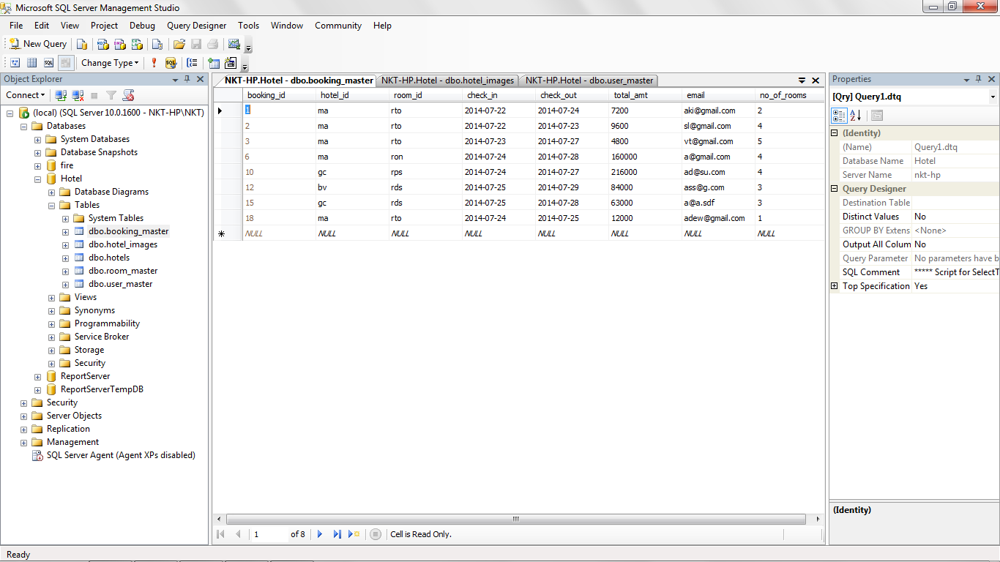 Microsoft SQL Server Management Studio
File Edit View Project Debug Query Designer Tools Window Community Help
New Query
Change Type
Object Explorer
Connect
(local) (SQL Server 10.0.1600 - NKT-HP\NKT)
Databases
System Databases
Database Snapshots
fire
Hotel
Database Diagrams
Tables
System Tables
dbo.booking_master
dbo.hotel_images
dbo.hotels
dbo.room_master
dbo.user_master
Views
Synonyms
Programmability
Service Broker
Storage
Security
ReportServer
ReportServerTempDB
Security
Server Objects
Replication
Management
SQL Server Agent (Agent XPs disabled)
NKT-HP.Hotel - dbo.booking_master NKT-HP.Hotel - dbo.hotel_images NKT-HP.Hotel - dbo.user_master
booking_id hotel_id room_id check_in check_out total_amt email no_of_rooms
1 ma rto 2014-07-22 2014-07-24 7200 aki@gmail.com 2
2 ma rto 2014-07-22 2014-07-23 9600 sl@gmail.com 4
3 ma rto 2014-07-23 2014-07-27 4800 vt@gmail.com 5
6 ma ron 2014-07-24 2014-07-28 160000 a@gmail.com 4
10 gc rps 2014-07-24 2014-07-27 216000 ad@su.com 4
12 bv rds 2014-07-25 2014-07-29 84000 ass@g.com 3
15 gc rds 2014-07-25 2014-07-28 63000 a@a.sdf 3
18 ma rto 2014-07-24 2014-07-25 12000 adew@gmail.com 1
NULL NULL NULL NULL NULL NULL NULL NULL
1 of 8 Cell is Read Only.
Properties
[Qry] Query1.dtq
(Identity)
(Name) Query1.dtq
Database Name Hotel
Server Name nkt-hp
Query Designer
Destination Table
Distinct Values No
GROUP BY Extens <None>
Output All Colum No
Query Parameter No parameters have b
SQL Comment ***** Script for SelectT
Top Specification Yes
(Identity)
Ready